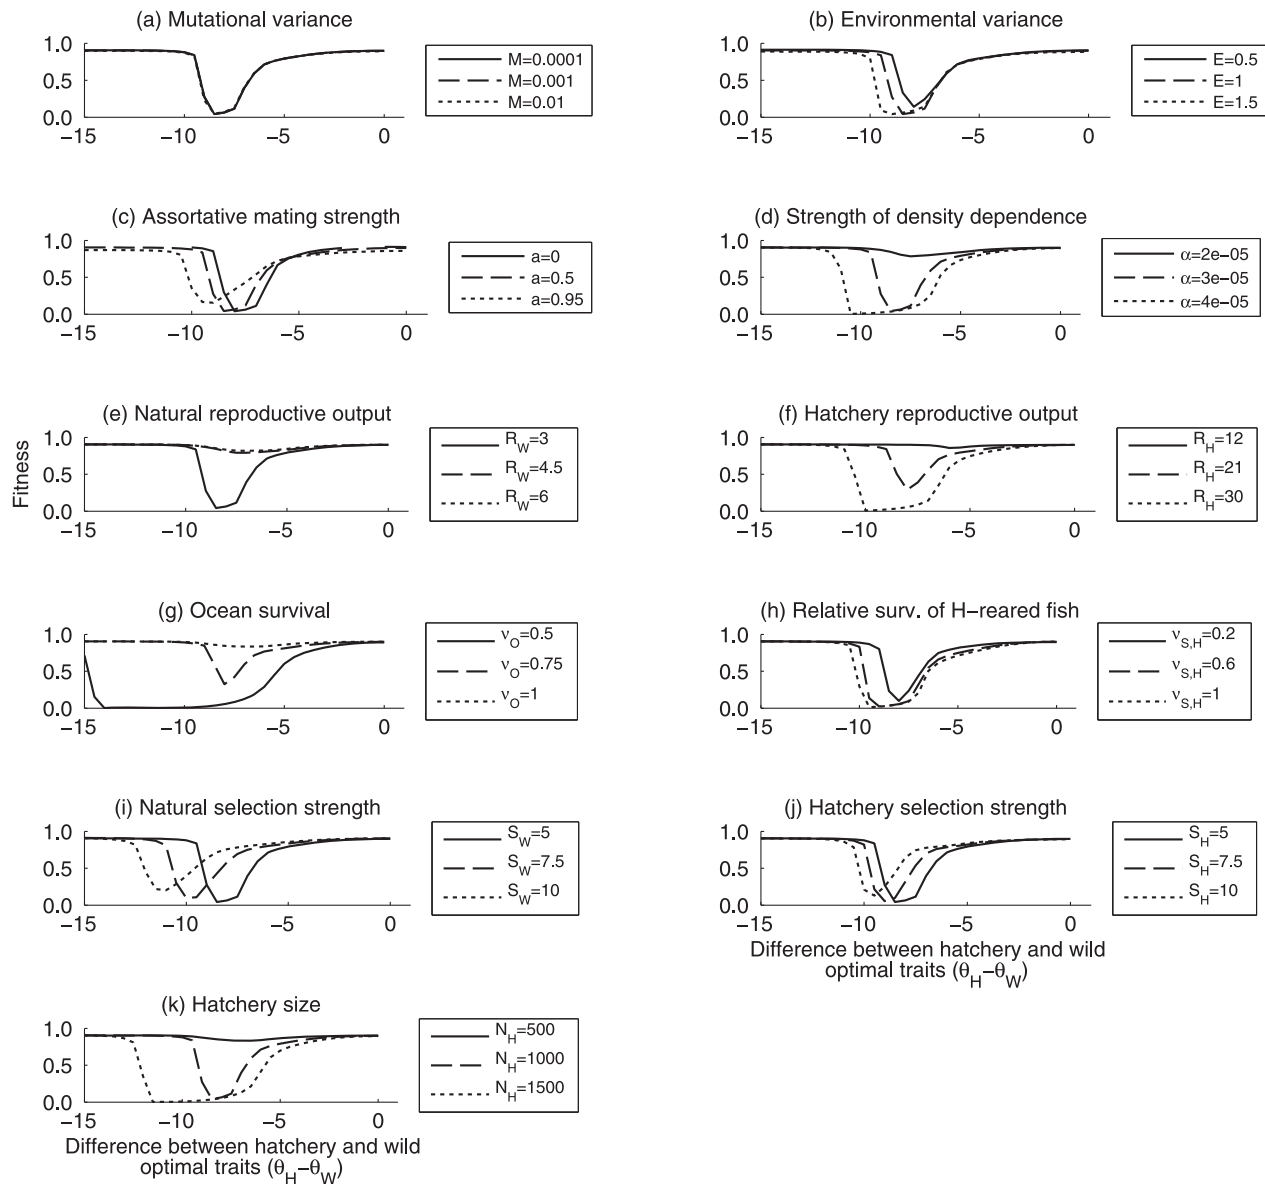 (a) Mutational variance
1.0
0.5
0.0
−15
−10
−5
0
M=0.0001
M=0.001
M=0.01
(b) Environmental variance
1.0
0.5
0.0
−15
−10
−5
0
E=0.5
E=1
E=1.5
(c) Assortative mating strength
1.0
0.5
0.0
−15
−10
−5
0
a=0
a=0.5
a=0.95
(d) Strength of density dependence
1.0
0.5
0.0
−15
−10
−5
0
α=2e−05
α=3e−05
α=4e−05
Fitness
(e) Natural reproductive output
1.0
0.5
0.0
−15
−10
−5
0
R_W=3
R_W=4.5
R_W=6
(f) Hatchery reproductive output
1.0
0.5
0.0
−15
−10
−5
0
R_H=12
R_H=21
R_H=30
(g) Ocean survival
1.0
0.5
0.0
−15
−10
−5
0
ν_O=0.5
ν_O=0.75
ν_O=1
(h) Relative surv. of H−reared fish
1.0
0.5
0.0
−15
−10
−5
0
ν_S,H=0.2
ν_S,H=0.6
ν_S,H=1
(i) Natural selection strength
1.0
0.5
0.0
−15
−10
−5
0
S_W=5
S_W=7.5
S_W=10
(j) Hatchery selection strength
1.0
0.5
0.0
−15
−10
−5
0
S_H=5
S_H=7.5
S_H=10
Difference between hatchery and wild
optimal traits (θ_H−θ_W)
(k) Hatchery size
1.0
0.5
0.0
−15
−10
−5
0
N_H=500
N_H=1000
N_H=1500
Difference between hatchery and wild
optimal traits (θ_H−θ_W)